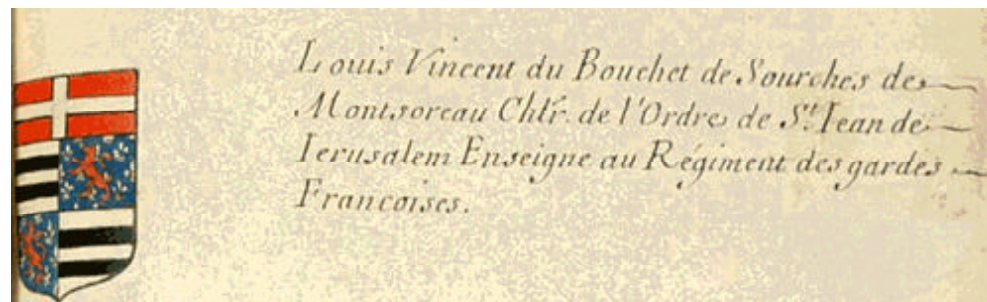 Louis Vincent du Bouchet de Sourches de
Montsoreau Chlr. de l'Ordre de St. Jean de
Ierusalem Enseigne au Régiment des gardes
Francoises.